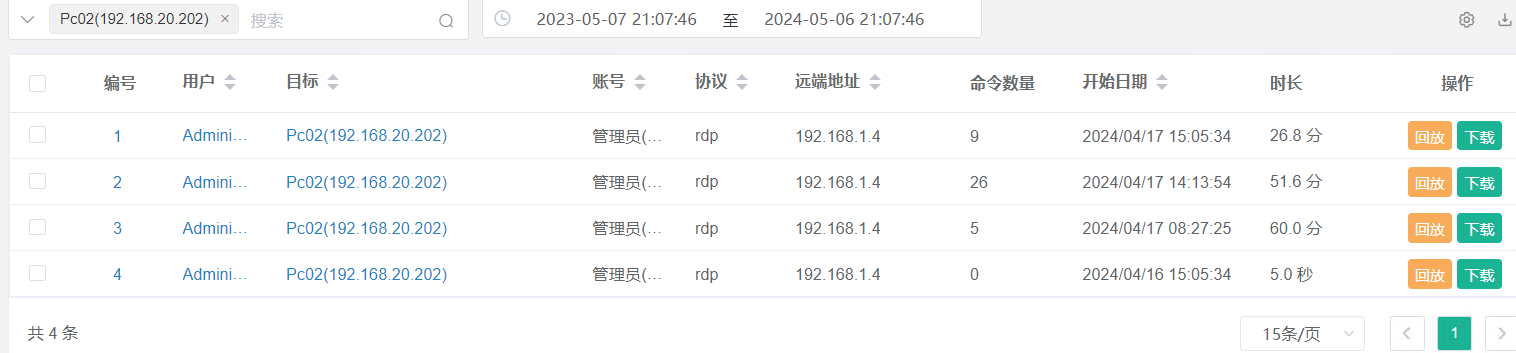 Pc02(192.168.20.202) × 搜索 2023-05-07 21:07:46 至 2024-05-06 21:07:46
编号 用户 目标 账号 协议 远端地址 命令数量 开始日期 时长 操作
1 Admini... Pc02(192.168.20.202) 管理员(... rdp 192.168.1.4 9 2024/04/17 15:05:34 26.8 分 回放 下载
2 Admini... Pc02(192.168.20.202) 管理员(... rdp 192.168.1.4 26 2024/04/17 14:13:54 51.6 分 回放 下载
3 Admini... Pc02(192.168.20.202) 管理员(... rdp 192.168.1.4 5 2024/04/17 08:27:25 60.0 分 回放 下载
4 Admini... Pc02(192.168.20.202) 管理员(... rdp 192.168.1.4 0 2024/04/16 15:05:34 5.0 秒 回放 下载
共 4 条 15条/页 1